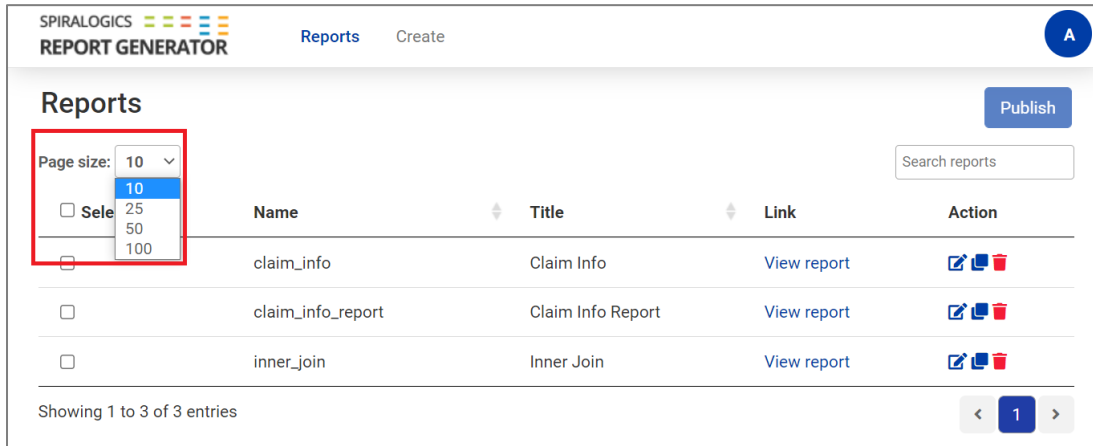 SPIRALOGICS
REPORT GENERATOR
Reports Create
A
Reports
Publish
Page size: 10
Search reports
10
25
50
100
Sele
Name Title Link Action
claim_info Claim Info View report
claim_info_report Claim Info Report View report
inner_join Inner Join View report
Showing 1 to 3 of 3 entries
< 1 >